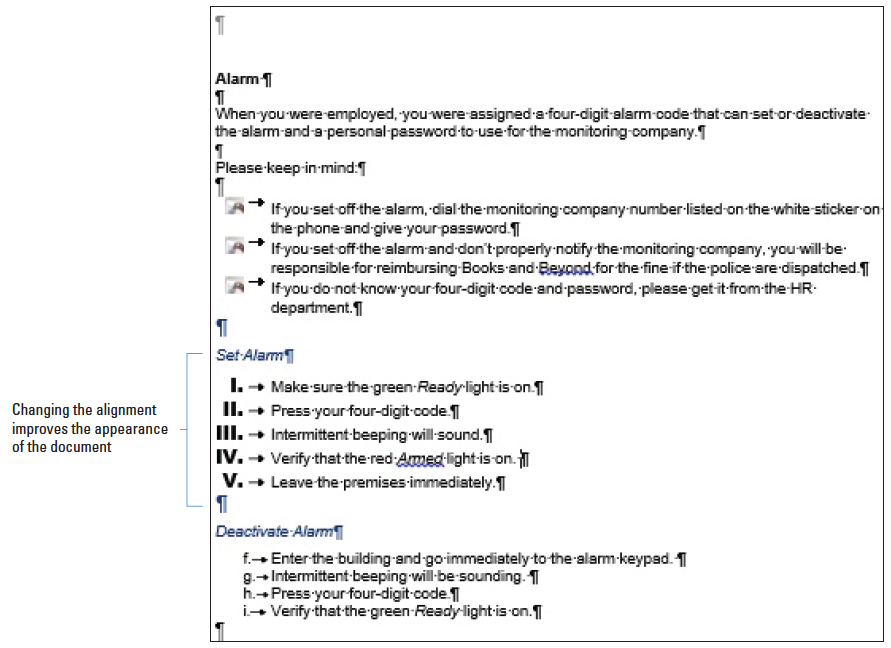 ¶
Alarm ¶
¶
When you were employed, you were assigned a four-digit alarm code that can set or deactivate
the alarm and a personal password to use for the monitoring company.¶
¶
Please keep in mind:¶
¶
→ If you set off the alarm, dial the monitoring company number listed on the white sticker on
the phone and give your password.¶
→ If you set off the alarm and don't properly notify the monitoring company, you will be
responsible for reimbursing Books and Beyond for the fine if the police are dispatched.¶
→ If you do not know your four-digit code and password, please get it from the HR
department.¶
¶
Set Alarm¶
I. → Make sure the green Ready light is on.¶
II. → Press your four-digit code.¶
III. → Intermittent beeping will sound.¶
IV. → Verify that the red Armed light is on. ¶
V. → Leave the premises immediately.¶
¶
Changing the alignment
improves the appearance
of the document
Deactivate Alarm¶
f. → Enter the building and go immediately to the alarm keypad. ¶
g. → Intermittent beeping will be sounding. ¶
h. → Press your four-digit code.¶
i. → Verify that the green Ready light is on.¶
¶